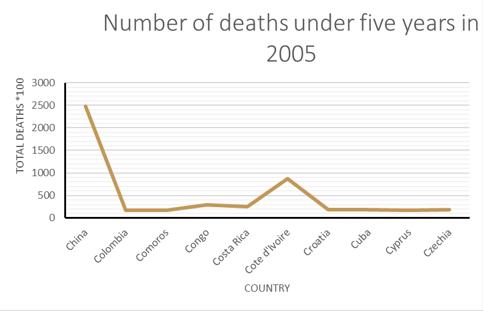 Number of deaths under five years in
2005
TOTAL DEATHS *100
3000
2500
2000
1500
1000
500
0
China
Colombia
Comoros
Congo
Costa Rica
Cote d'Ivoire
Croatia
Cuba
Cyprus
Czechia
COUNTRY